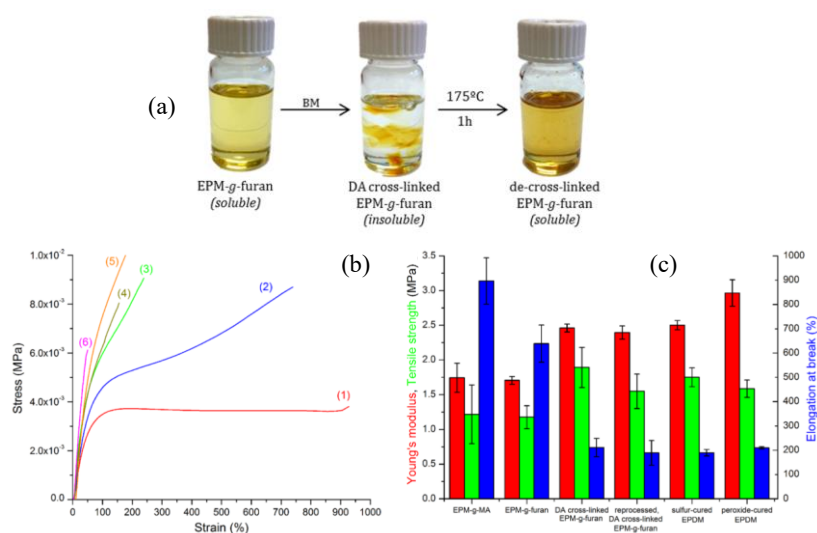 (a)
BM
175ºC
1h
EPM-g-furan
(soluble)
DA cross-linked
EPM-g-furan
(insoluble)
de-cross-linked
EPM-g-furan
(soluble)
(b)
1.0x10⁻²
8.0x10⁻³
6.0x10⁻³
4.0x10⁻³
2.0x10⁻³
0.0
Stress (MPa)
(5)
(4)
(3)
(2)
(6)
(1)
0 100 200 300 400 500 600 700 800 900 1000
Strain (%)
(c)
3.5
3.0
2.5
2.0
1.5
1.0
0.5
0.0
Young's modulus, Tensile strength (MPa)
1000
900
800
700
600
500
400
300
200
100
0
Elongation at break (%)
EPM-g-MA
EPM-g-furan
DA cross-linked
EPM-g-furan
reprocessed,
DA cross-linked
EPM-g-furan
sulfur-cured
EPDM
peroxide-cured
EPDM